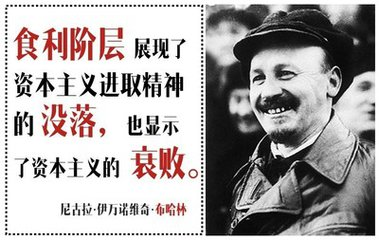 食利阶层 展现了
资本主义进取精神
的 没落，也显示
了资本主义的 衰败。
尼古拉·伊万诺维奇·布哈林